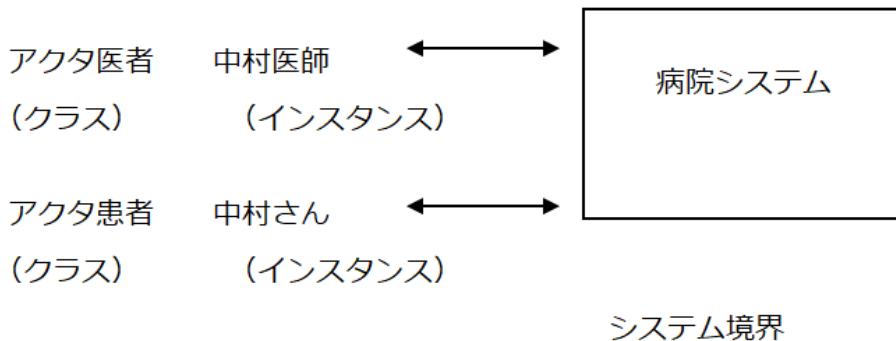 アクタ医者 中村医師
（クラス） （インスタンス）
病院システム
アクタ患者 中村さん
（クラス） （インスタンス）
システム境界